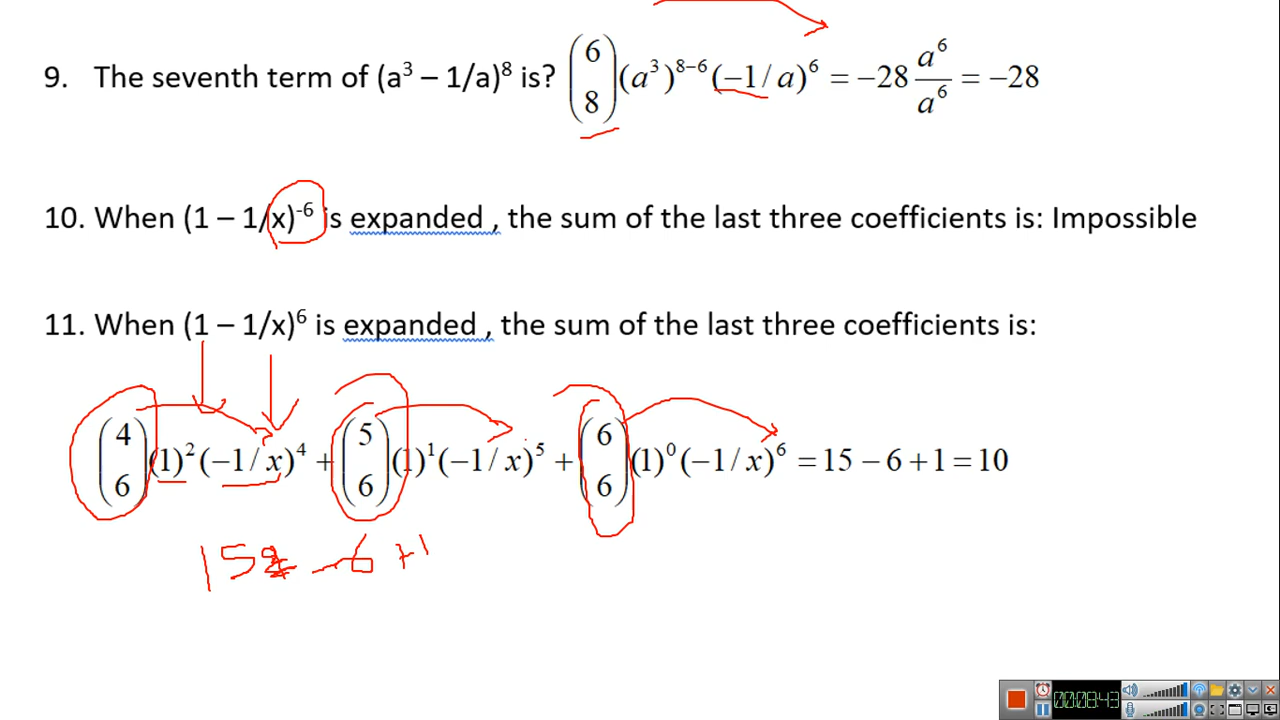 9. The seventh term of (a³ – 1/a)⁸ is? (6 8)(a³)⁸⁻⁶(−1/a)⁶ = −28 a⁶/a⁶ = −28
10. When (1 – 1/x)⁻⁶ is expanded , the sum of the last three coefficients is: Impossible
11. When (1 – 1/x)⁶ is expanded , the sum of the last three coefficients is:
(4 6)(1)²(−1/x)⁴ + (5 6)(1)¹(−1/x)⁵ + (6 6)(1)⁰(−1/x)⁶ = 15 − 6 + 1 = 10
15 − 6 +1
00:08:43